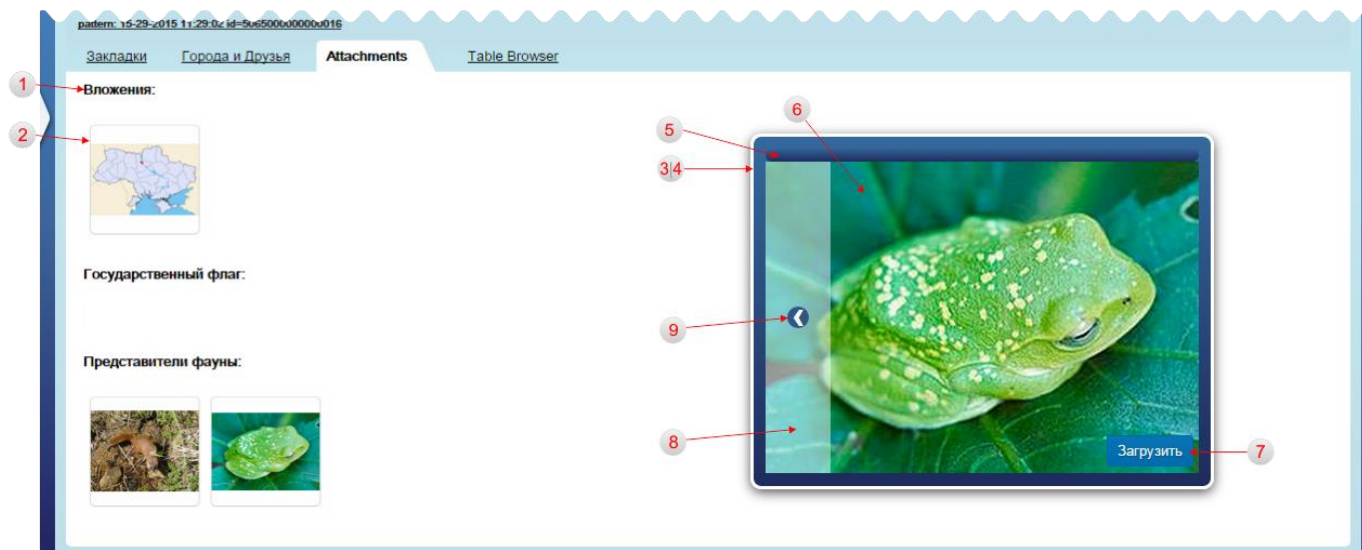 pattern: 15-29-2015 11:29:02 id=5065000000000016
Закладки Города и Друзья Attachments Table Browser
1 Вложения:
2
5
6
3|4
Государственный флаг:
9
Представители фауны:
8
Загрузить 7